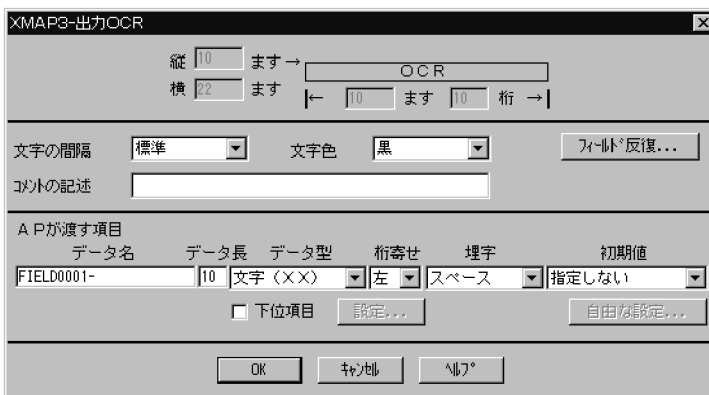 XMAP3-出力OCR
縦 10 ます→
OCR
横 22 ます
|← 10 ます 10 桁 →|
文字の間隔 標準 文字色 黒 ﾌｨｰﾙﾄﾞ反復...
ｺﾒﾝﾄの記述
ＡＰが渡す項目
データ名 データ長 データ型 桁寄せ 埋字 初期値
FIELD0001- 10 文字（ＸＸ） 左 スペース 指定しない
下位項目 設定... 自由な設定...
OK ｷｬﾝｾﾙ ﾍﾙﾌﾟ